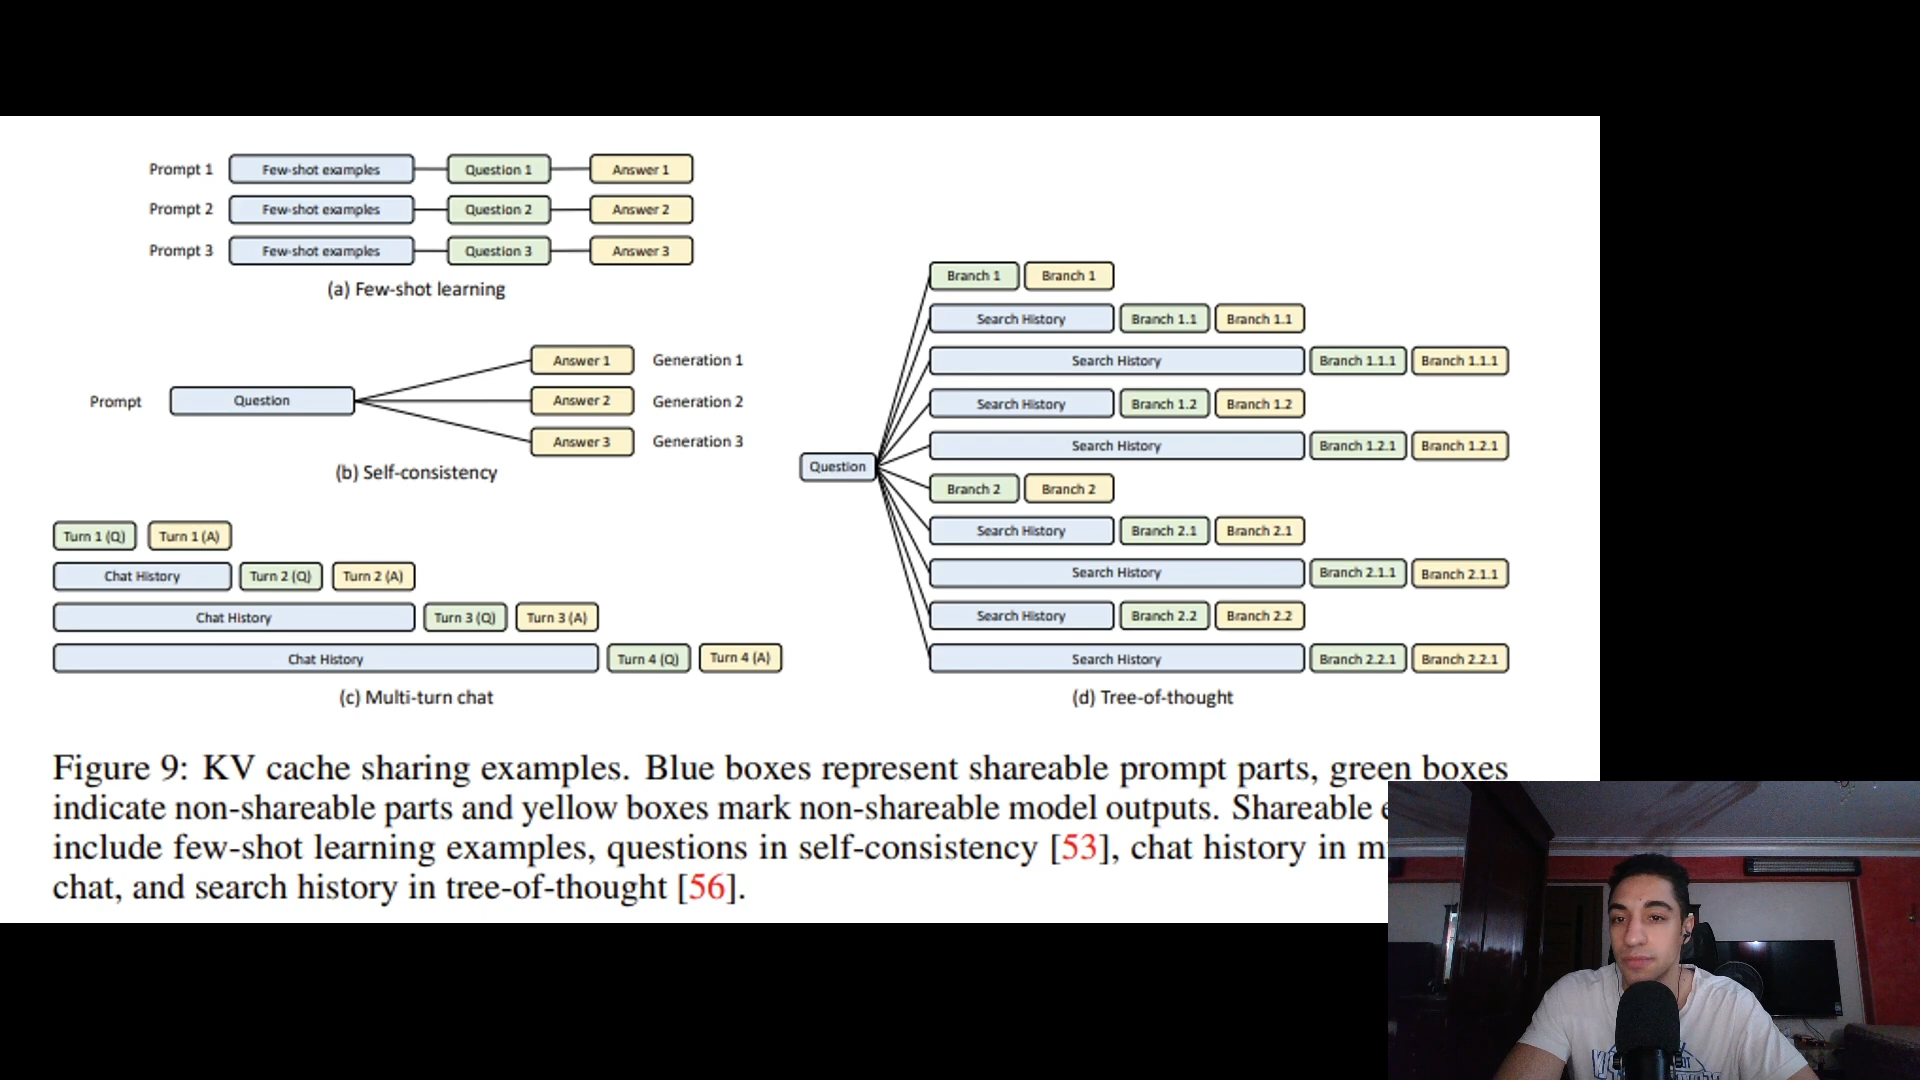 Prompt 1 Few-shot examples Question 1 Answer 1
Prompt 2 Few-shot examples Question 2 Answer 2
Prompt 3 Few-shot examples Question 3 Answer 3
(a) Few-shot learning
Prompt Question
Answer 1 Generation 1
Answer 2 Generation 2
Answer 3 Generation 3
(b) Self-consistency
Turn 1 (Q) Turn 1 (A)
Chat History Turn 2 (Q) Turn 2 (A)
Chat History Turn 3 (Q) Turn 3 (A)
Chat History Turn 4 (Q) Turn 4 (A)
(c) Multi-turn chat
Question
Branch 1 Branch 1
Search History Branch 1.1 Branch 1.1
Search History Branch 1.1.1 Branch 1.1.1
Search History Branch 1.2 Branch 1.2
Search History Branch 1.2.1 Branch 1.2.1
Branch 2 Branch 2
Search History Branch 2.1 Branch 2.1
Search History Branch 2.1.1 Branch 2.1.1
Search History Branch 2.2 Branch 2.2
Search History Branch 2.2.1 Branch 2.2.1
(d) Tree-of-thought
Figure 9: KV cache sharing examples. Blue boxes represent shareable prompt parts, green boxes
indicate non-shareable parts and yellow boxes mark non-shareable model outputs. Shareable
include few-shot learning examples, questions in self-consistency [53], chat history in
chat, and search history in tree-of-thought [56].